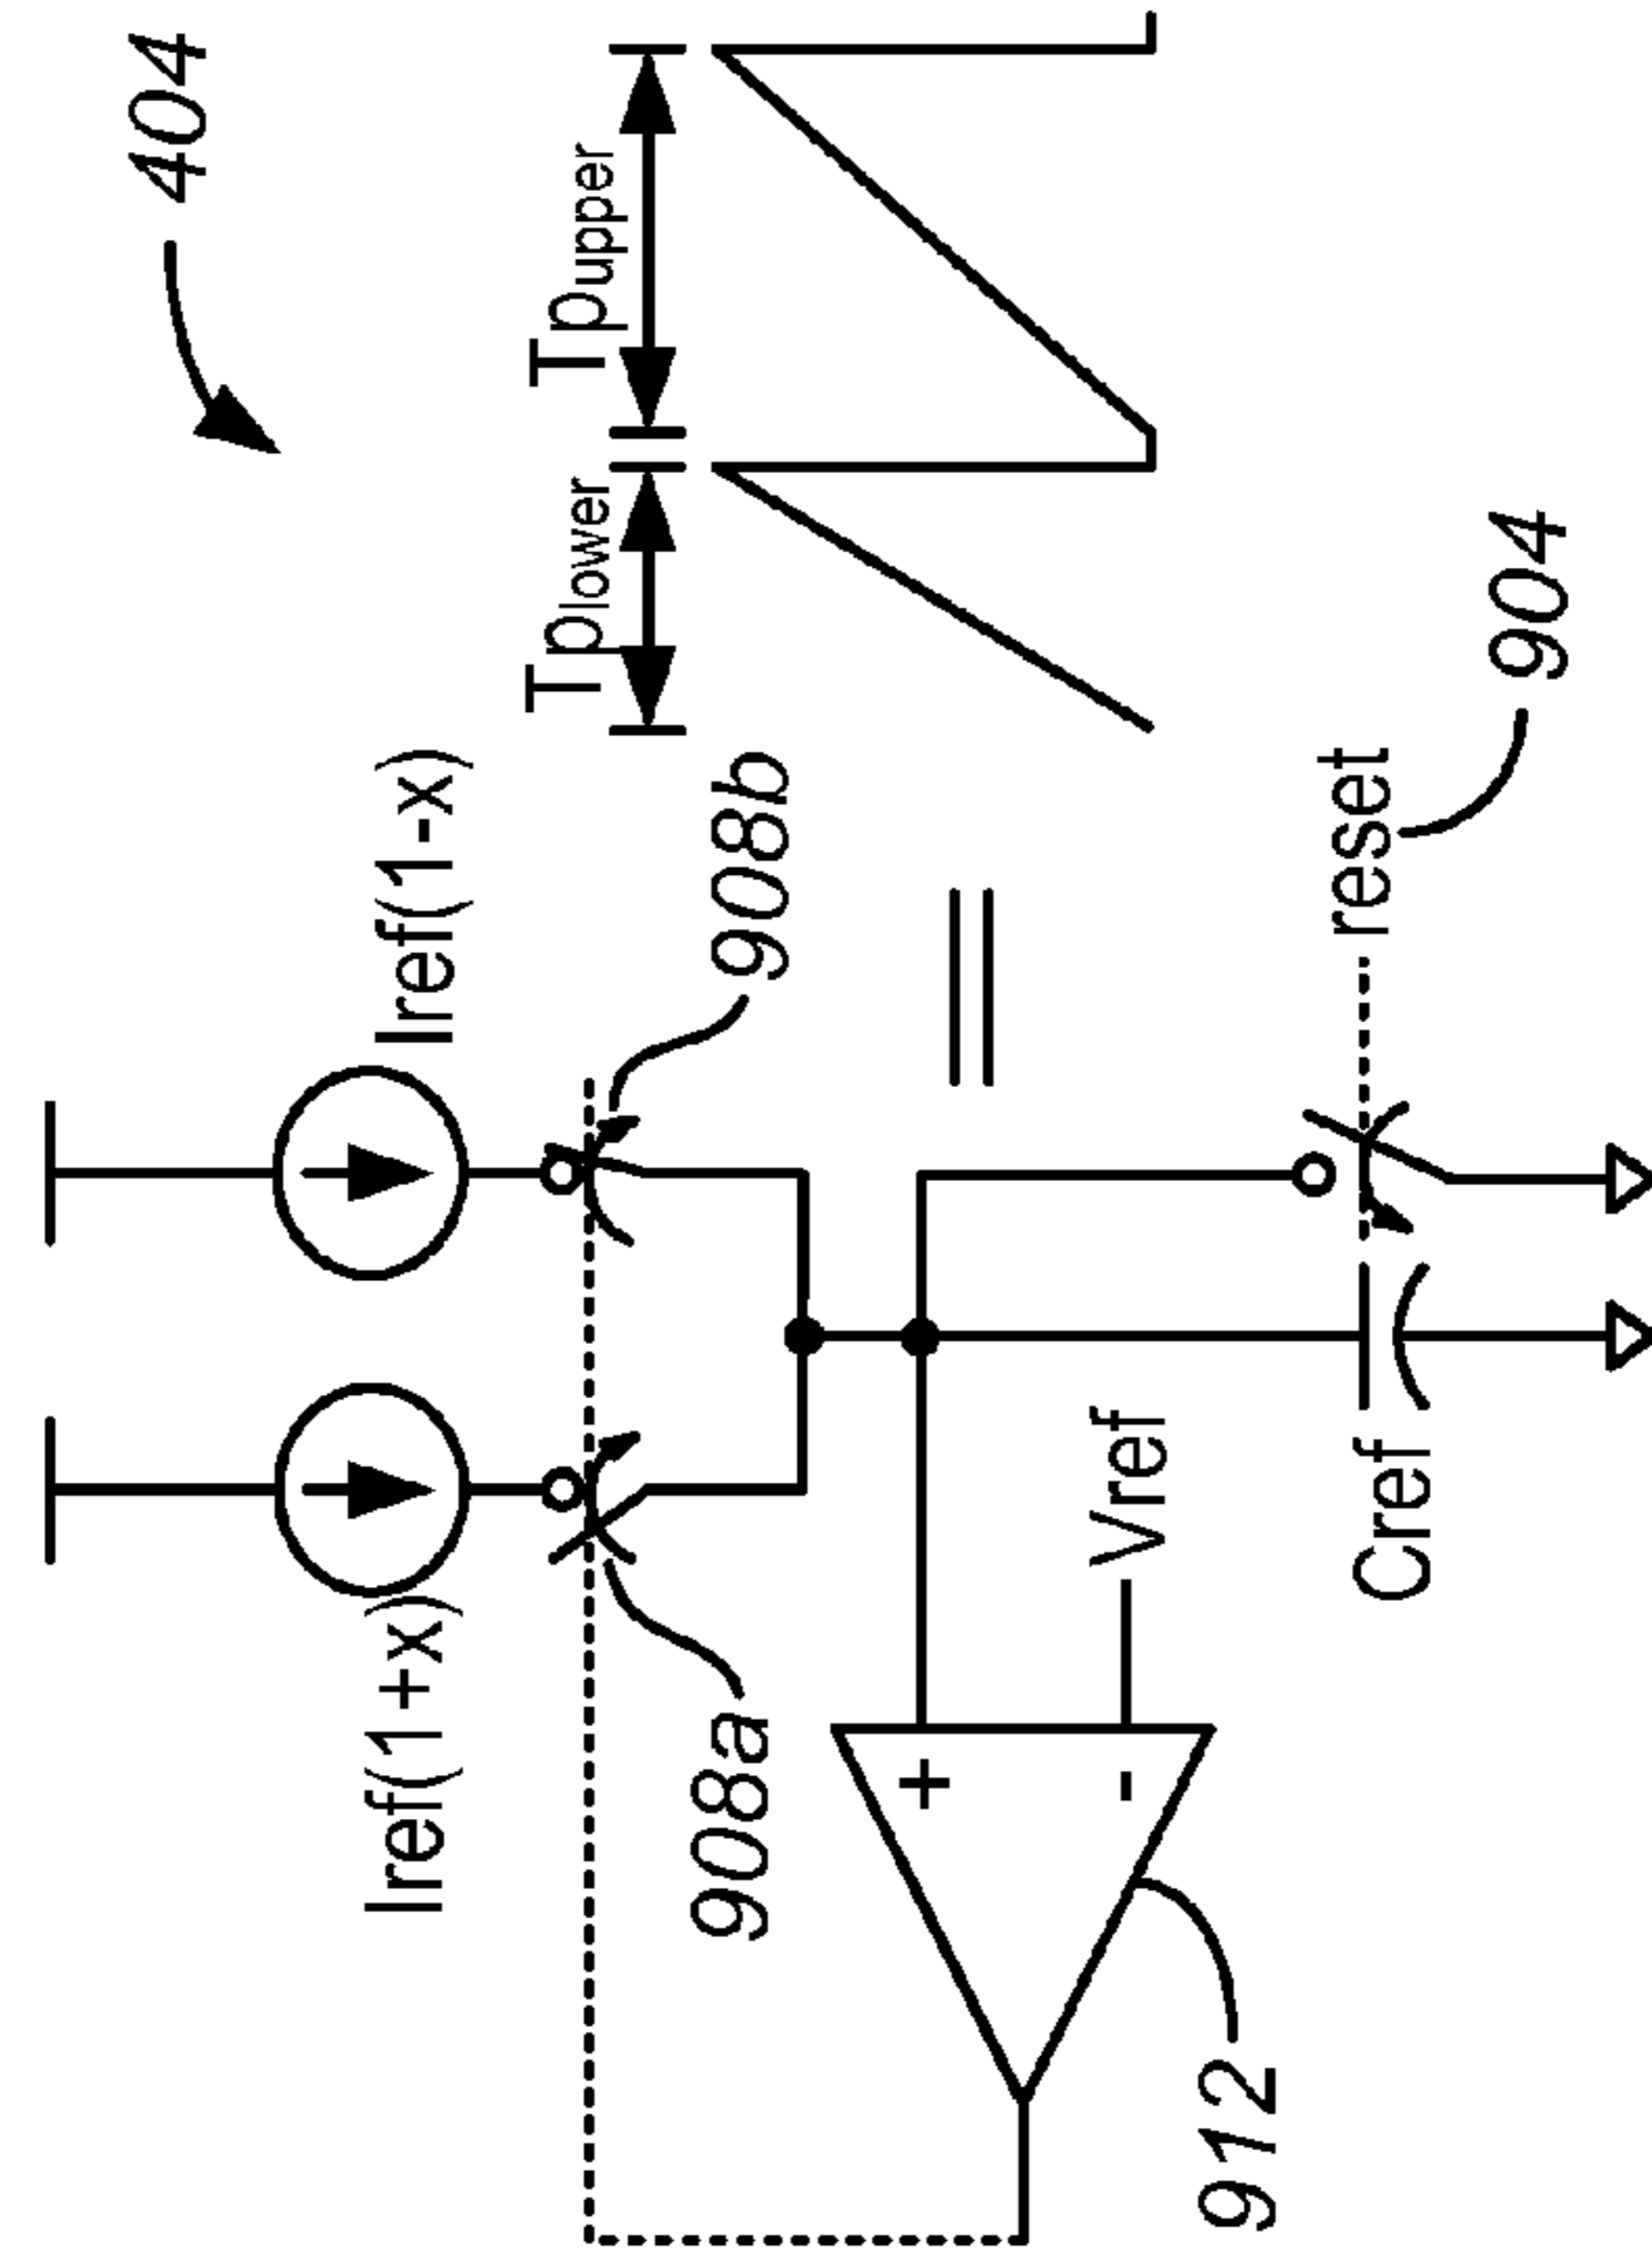 404
Iref(1+x)
Iref(1-x)
Tplower
Tpupper
908a
908b
+
-
Vref
912
Cref
reset
904